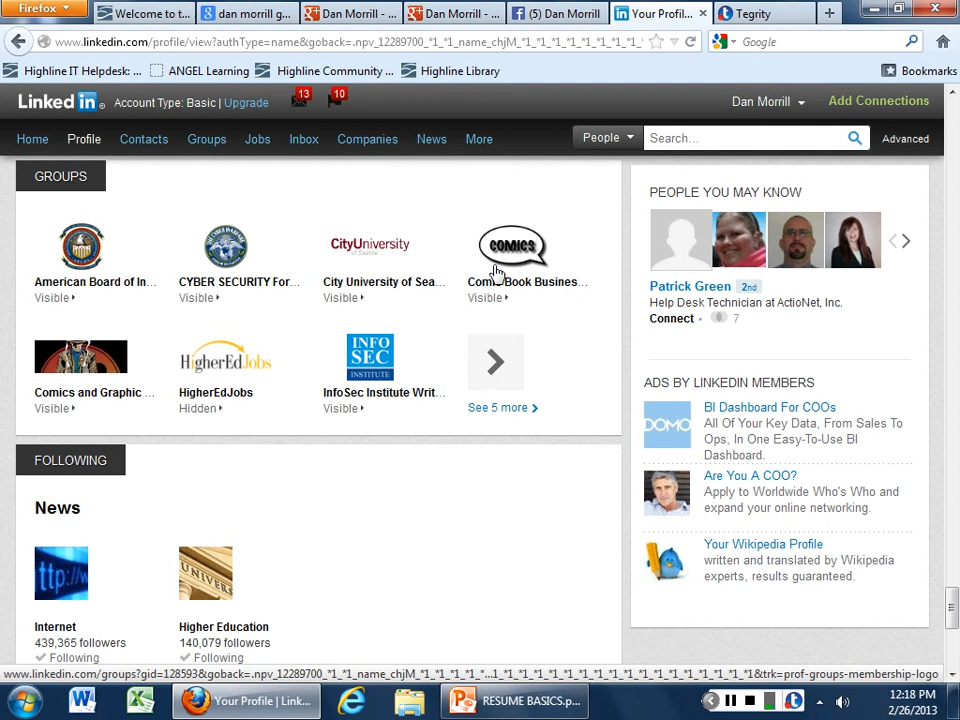 Firefox
Welcome to t...
dan morrill g...
Dan Morrill - ...
Dan Morrill - ...
(5) Dan Morrill
Your Profil...
Tegrity
www.linkedin.com/profile/view?authType=name&goback=.npv_12289700_*1_*1_name_chjM_*1_*1_*1_*1_*1_*1_*1_
Google
Highline IT Helpdesk: ...
ANGEL Learning
Highline Community ...
Highline Library
Bookmarks
Linked in
Account Type: Basic | Upgrade
13
10
Dan Morrill
Add Connections
Home
Profile
Contacts
Groups
Jobs
Inbox
Companies
News
More
People
Search...
Advanced
GROUPS
CityUniversity
of Seattle
COMICS
American Board of In...
CYBER SECURITY For...
City University of Sea...
Comic Book Busines...
Visible
Visible
Visible
Visible
HigherEdJobs
INFO
SEC
INSTITUTE
Comics and Graphic ...
HigherEDJobs
InfoSec Institute Writ...
Visible
Hidden
Visible
See 5 more
FOLLOWING
News
ttp://w
UNIVERS
Internet
Higher Education
439,365 followers
140,079 followers
Following
Following
PEOPLE YOU MAY KNOW
Patrick Green 2nd
Help Desk Technician at ActioNet, Inc.
Connect • 7
ADS BY LINKEDIN MEMBERS
DOMO
BI Dashboard For COOs
All Of Your Key Data, From Sales To
Ops, In One Easy-To-Use BI
Dashboard.
Are You A COO?
Apply to Worldwide Who's Who and
expand your online networking.
Your Wikipedia Profile
written and translated by Wikipedia
experts, results guaranteed.
www.linkedin.com/groups?gid=128593&goback=.npv_12289700_*1_*1_name_chjM_*1_*1_*1_*1_*1_*1_*1_*...1_*1_*1_*1_*1_*1_*1_*1_*1_*1_*1_*1_*1&trk=prof-groups-membership-logo
Your Profile | Link...
RESUME BASICS.p...
12:18 PM
2/26/2013